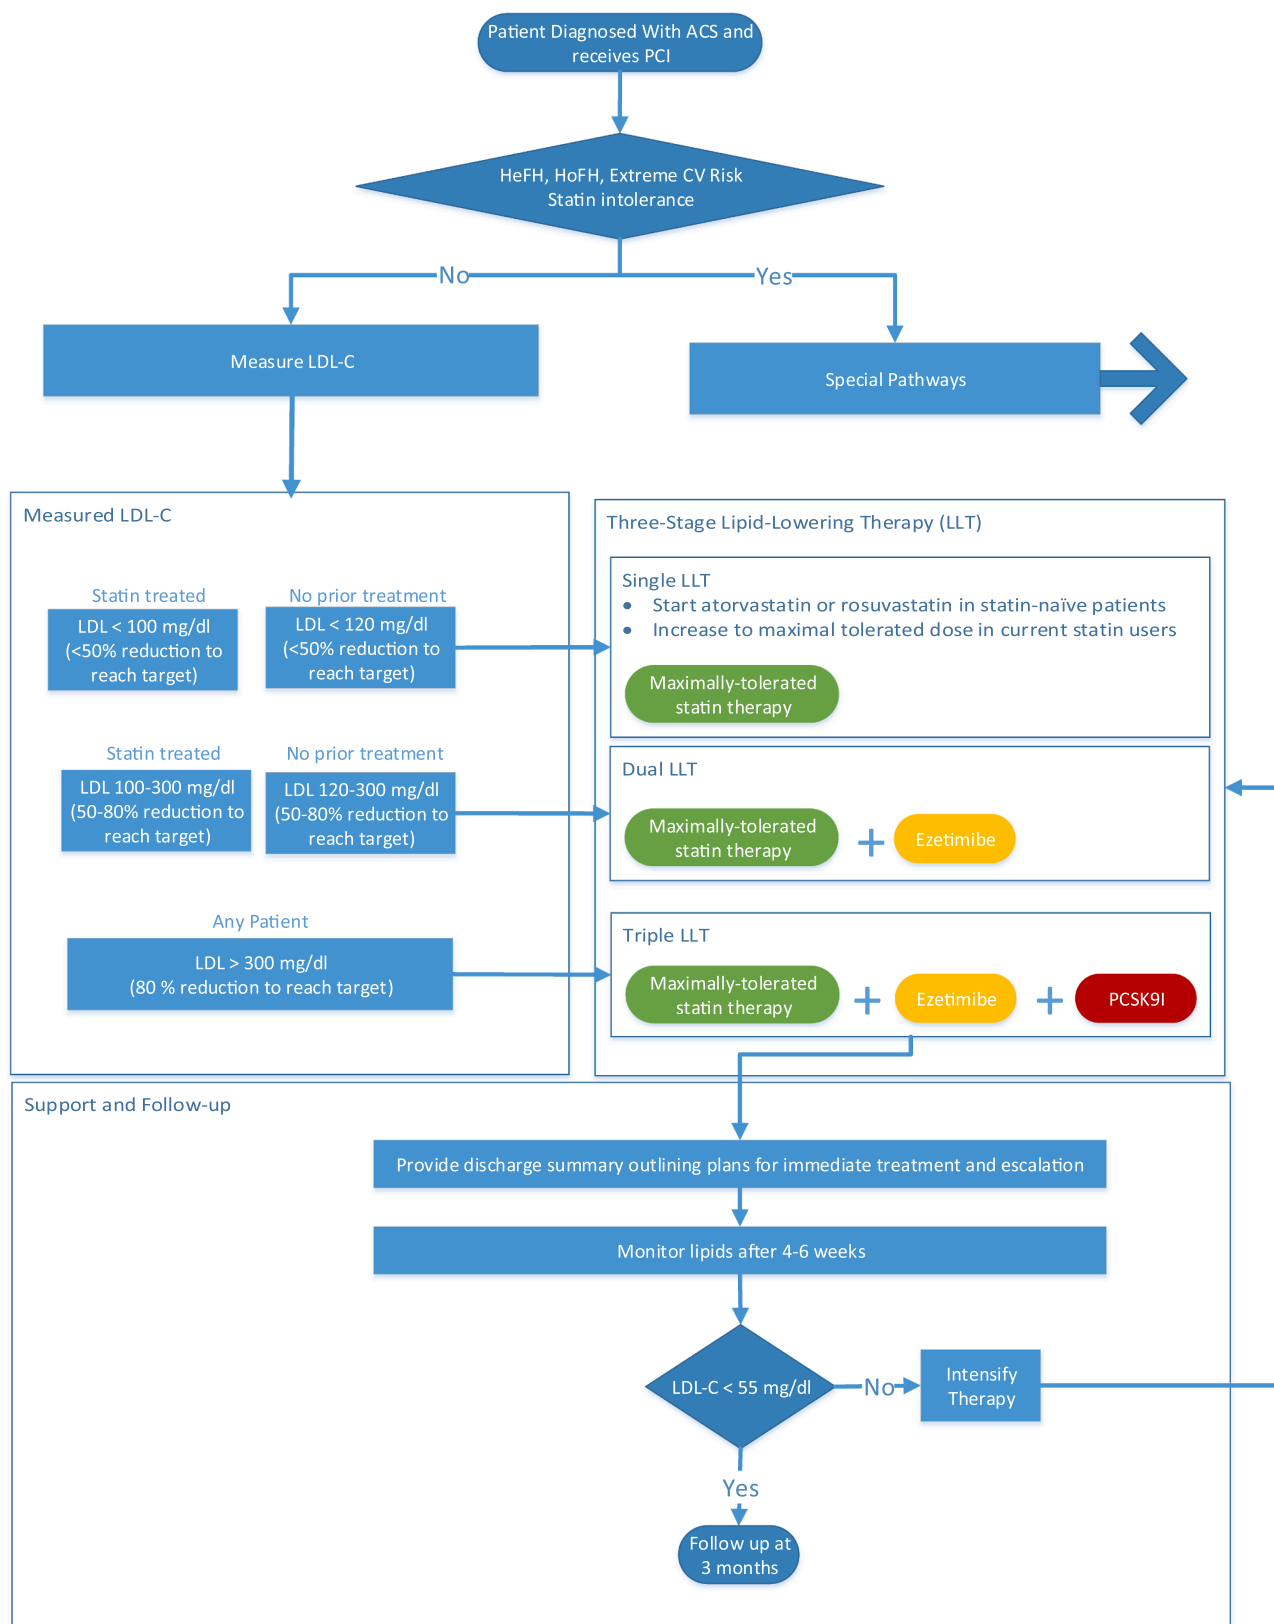 Patient Diagnosed With ACS and
receives PCI
HeFH, HoFH, Extreme CV Risk
Statin intolerance
No
Yes
Measure LDL-C
Special Pathways
Measured LDL-C
Statin treated
LDL < 100 mg/dl
(<50% reduction to
reach target)
No prior treatment
LDL < 120 mg/dl
(<50% reduction to
reach target)
Statin treated
LDL 100-300 mg/dl
(50-80% reduction to
reach target)
No prior treatment
LDL 120-300 mg/dl
(50-80% reduction to
reach target)
Any Patient
LDL > 300 mg/dl
(80 % reduction to reach target)
Three-Stage Lipid-Lowering Therapy (LLT)
Single LLT
• Start atorvastatin or rosuvastatin in statin-naïve patients
• Increase to maximal tolerated dose in current statin users
Maximally-tolerated
statin therapy
Dual LLT
Maximally-tolerated
statin therapy
+
Ezetimibe
Triple LLT
Maximally-tolerated
statin therapy
+
Ezetimibe
+
PCSK9I
Support and Follow-up
Provide discharge summary outlining plans for immediate treatment and escalation
Monitor lipids after 4-6 weeks
LDL-C < 55 mg/dl
No
Intensify
Therapy
Yes
Follow up at
3 months